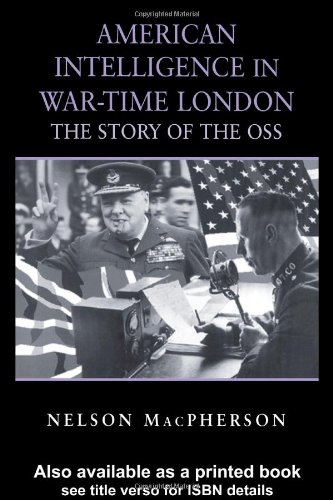 AMERICAN
INTELLIGENCE IN
WAR-TIME LONDON
THE STORY OF THE OSS
NELSON MACPHERSON
Also available as a printed book
see title verso for ISBN details